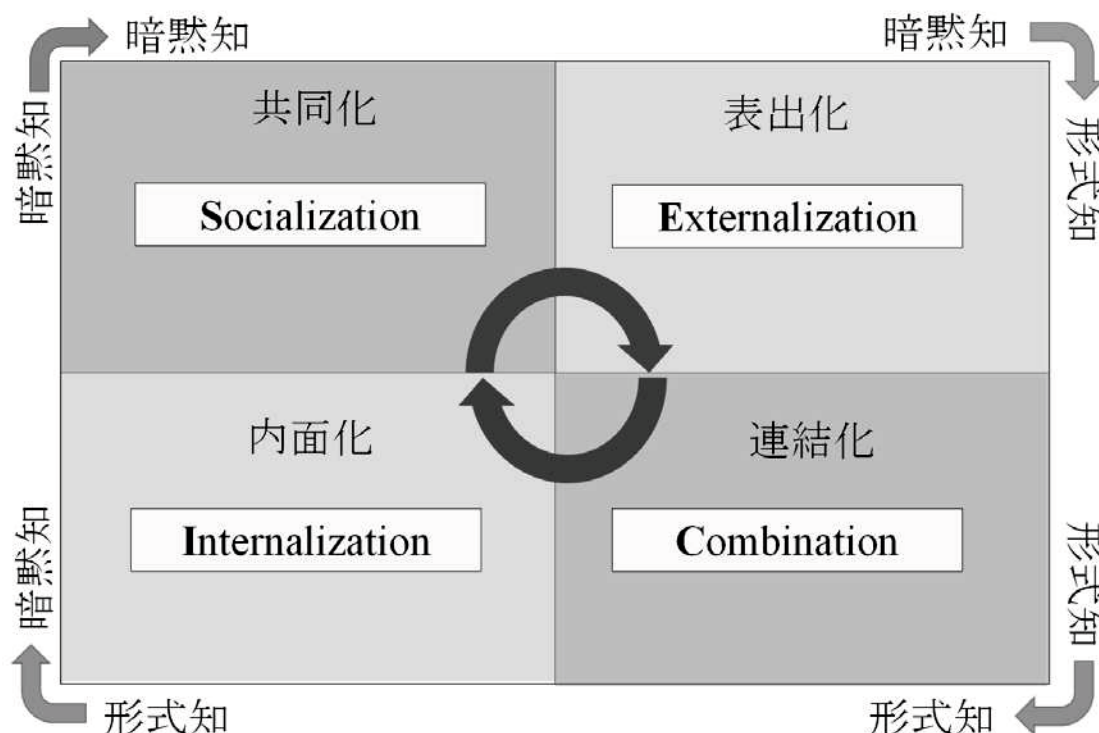 暗黙知
暗黙知
暗黙知
共同化
Socialization
表出化
Externalization
形式知
内面化
Internalization
連結化
Combination
暗黙知
形式知
形式知
形式知